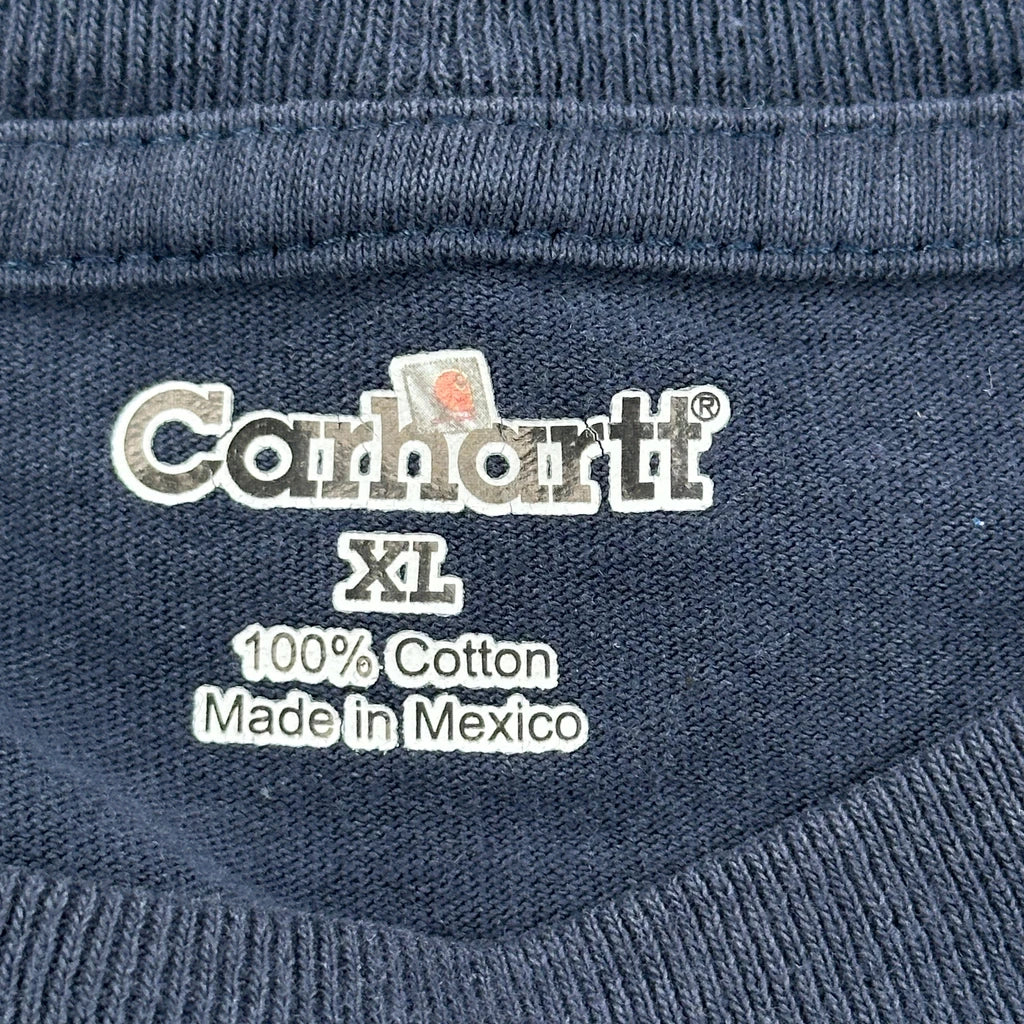 Carhartt®
XL
100% Cotton
Made in Mexico